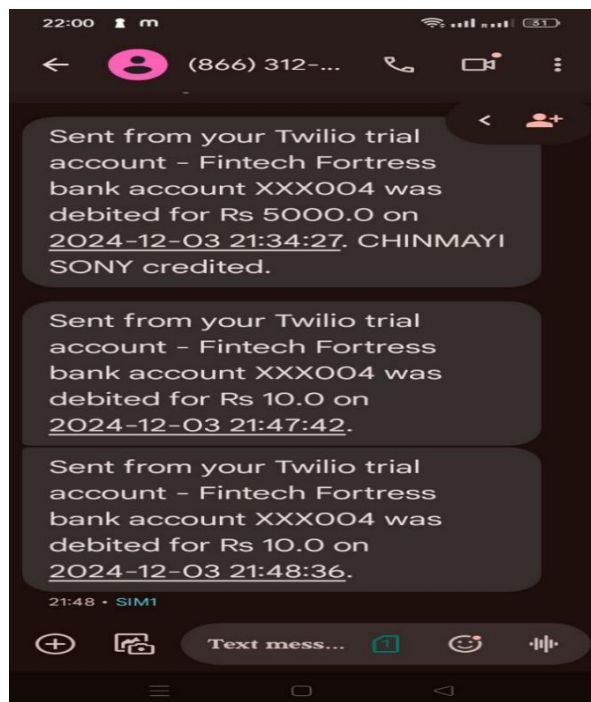 22:00
31
(866) 312-...
Sent from your Twilio trial
account - Fintech Fortress
bank account XXX004 was
debited for Rs 5000.0 on
2024-12-03 21:34:27. CHINMAYI
SONY credited.
Sent from your Twilio trial
account - Fintech Fortress
bank account XXX004 was
debited for Rs 10.0 on
2024-12-03 21:47:42.
Sent from your Twilio trial
account - Fintech Fortress
bank account XXX004 was
debited for Rs 10.0 on
2024-12-03 21:48:36.
21:48 • SIM1
Text mess... 1